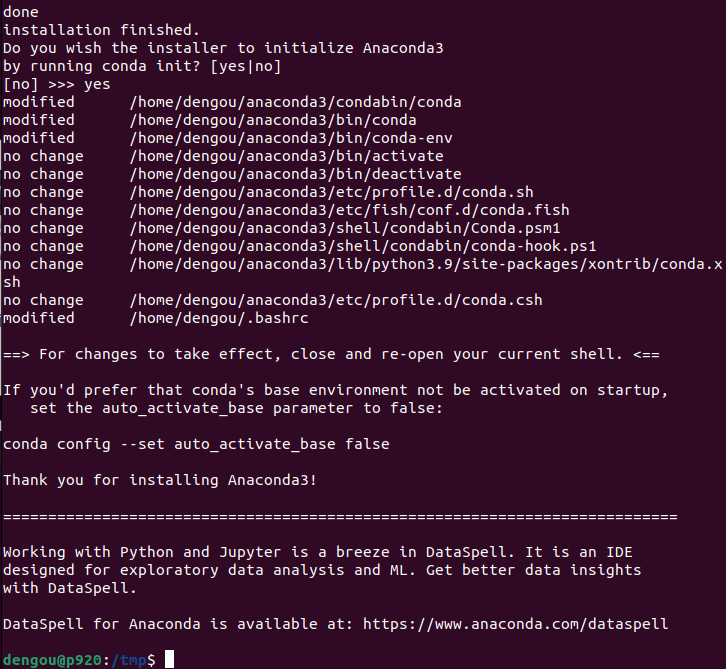 done
installation finished.
Do you wish the installer to initialize Anaconda3
by running conda init? [yes|no]
[no] >>> yes
modified      /home/dengou/anaconda3/condabin/conda
modified      /home/dengou/anaconda3/bin/conda
modified      /home/dengou/anaconda3/bin/conda-env
no change     /home/dengou/anaconda3/bin/activate
no change     /home/dengou/anaconda3/bin/deactivate
no change     /home/dengou/anaconda3/etc/profile.d/conda.sh
no change     /home/dengou/anaconda3/etc/fish/conf.d/conda.fish
no change     /home/dengou/anaconda3/shell/condabin/Conda.psm1
no change     /home/dengou/anaconda3/shell/condabin/conda-hook.ps1
no change     /home/dengou/anaconda3/lib/python3.9/site-packages/xontrib/conda.x
sh
no change     /home/dengou/anaconda3/etc/profile.d/conda.csh
modified      /home/dengou/.bashrc

==> For changes to take effect, close and re-open your current shell. <==

If you'd prefer that conda's base environment not be activated on startup,
   set the auto_activate_base parameter to false:

conda config --set auto_activate_base false

Thank you for installing Anaconda3!

===========================================================================

Working with Python and Jupyter is a breeze in DataSpell. It is an IDE
designed for exploratory data analysis and ML. Get better data insights
with DataSpell.

DataSpell for Anaconda is available at: https://www.anaconda.com/dataspell

dengou@p920:/tmp$